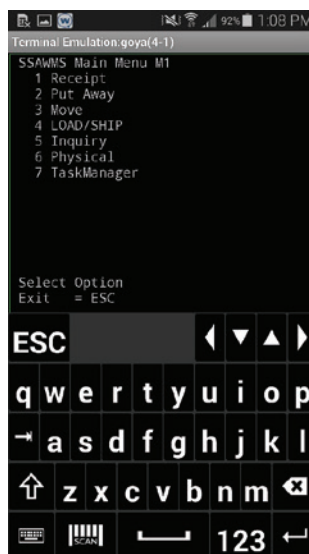 92% 1:08 PM
Terminal Emulation:goya(4-1)
SSAWMS Main Menu M1
1 Receipt
2 Put Away
3 Move
4 LOAD/SHIP
5 Inquiry
6 Physical
7 TaskManager
Select Option
Exit = ESC
ESC
q w e r t y u i o p
a s d f g h j k l
z x c v b n m
SCAN 123